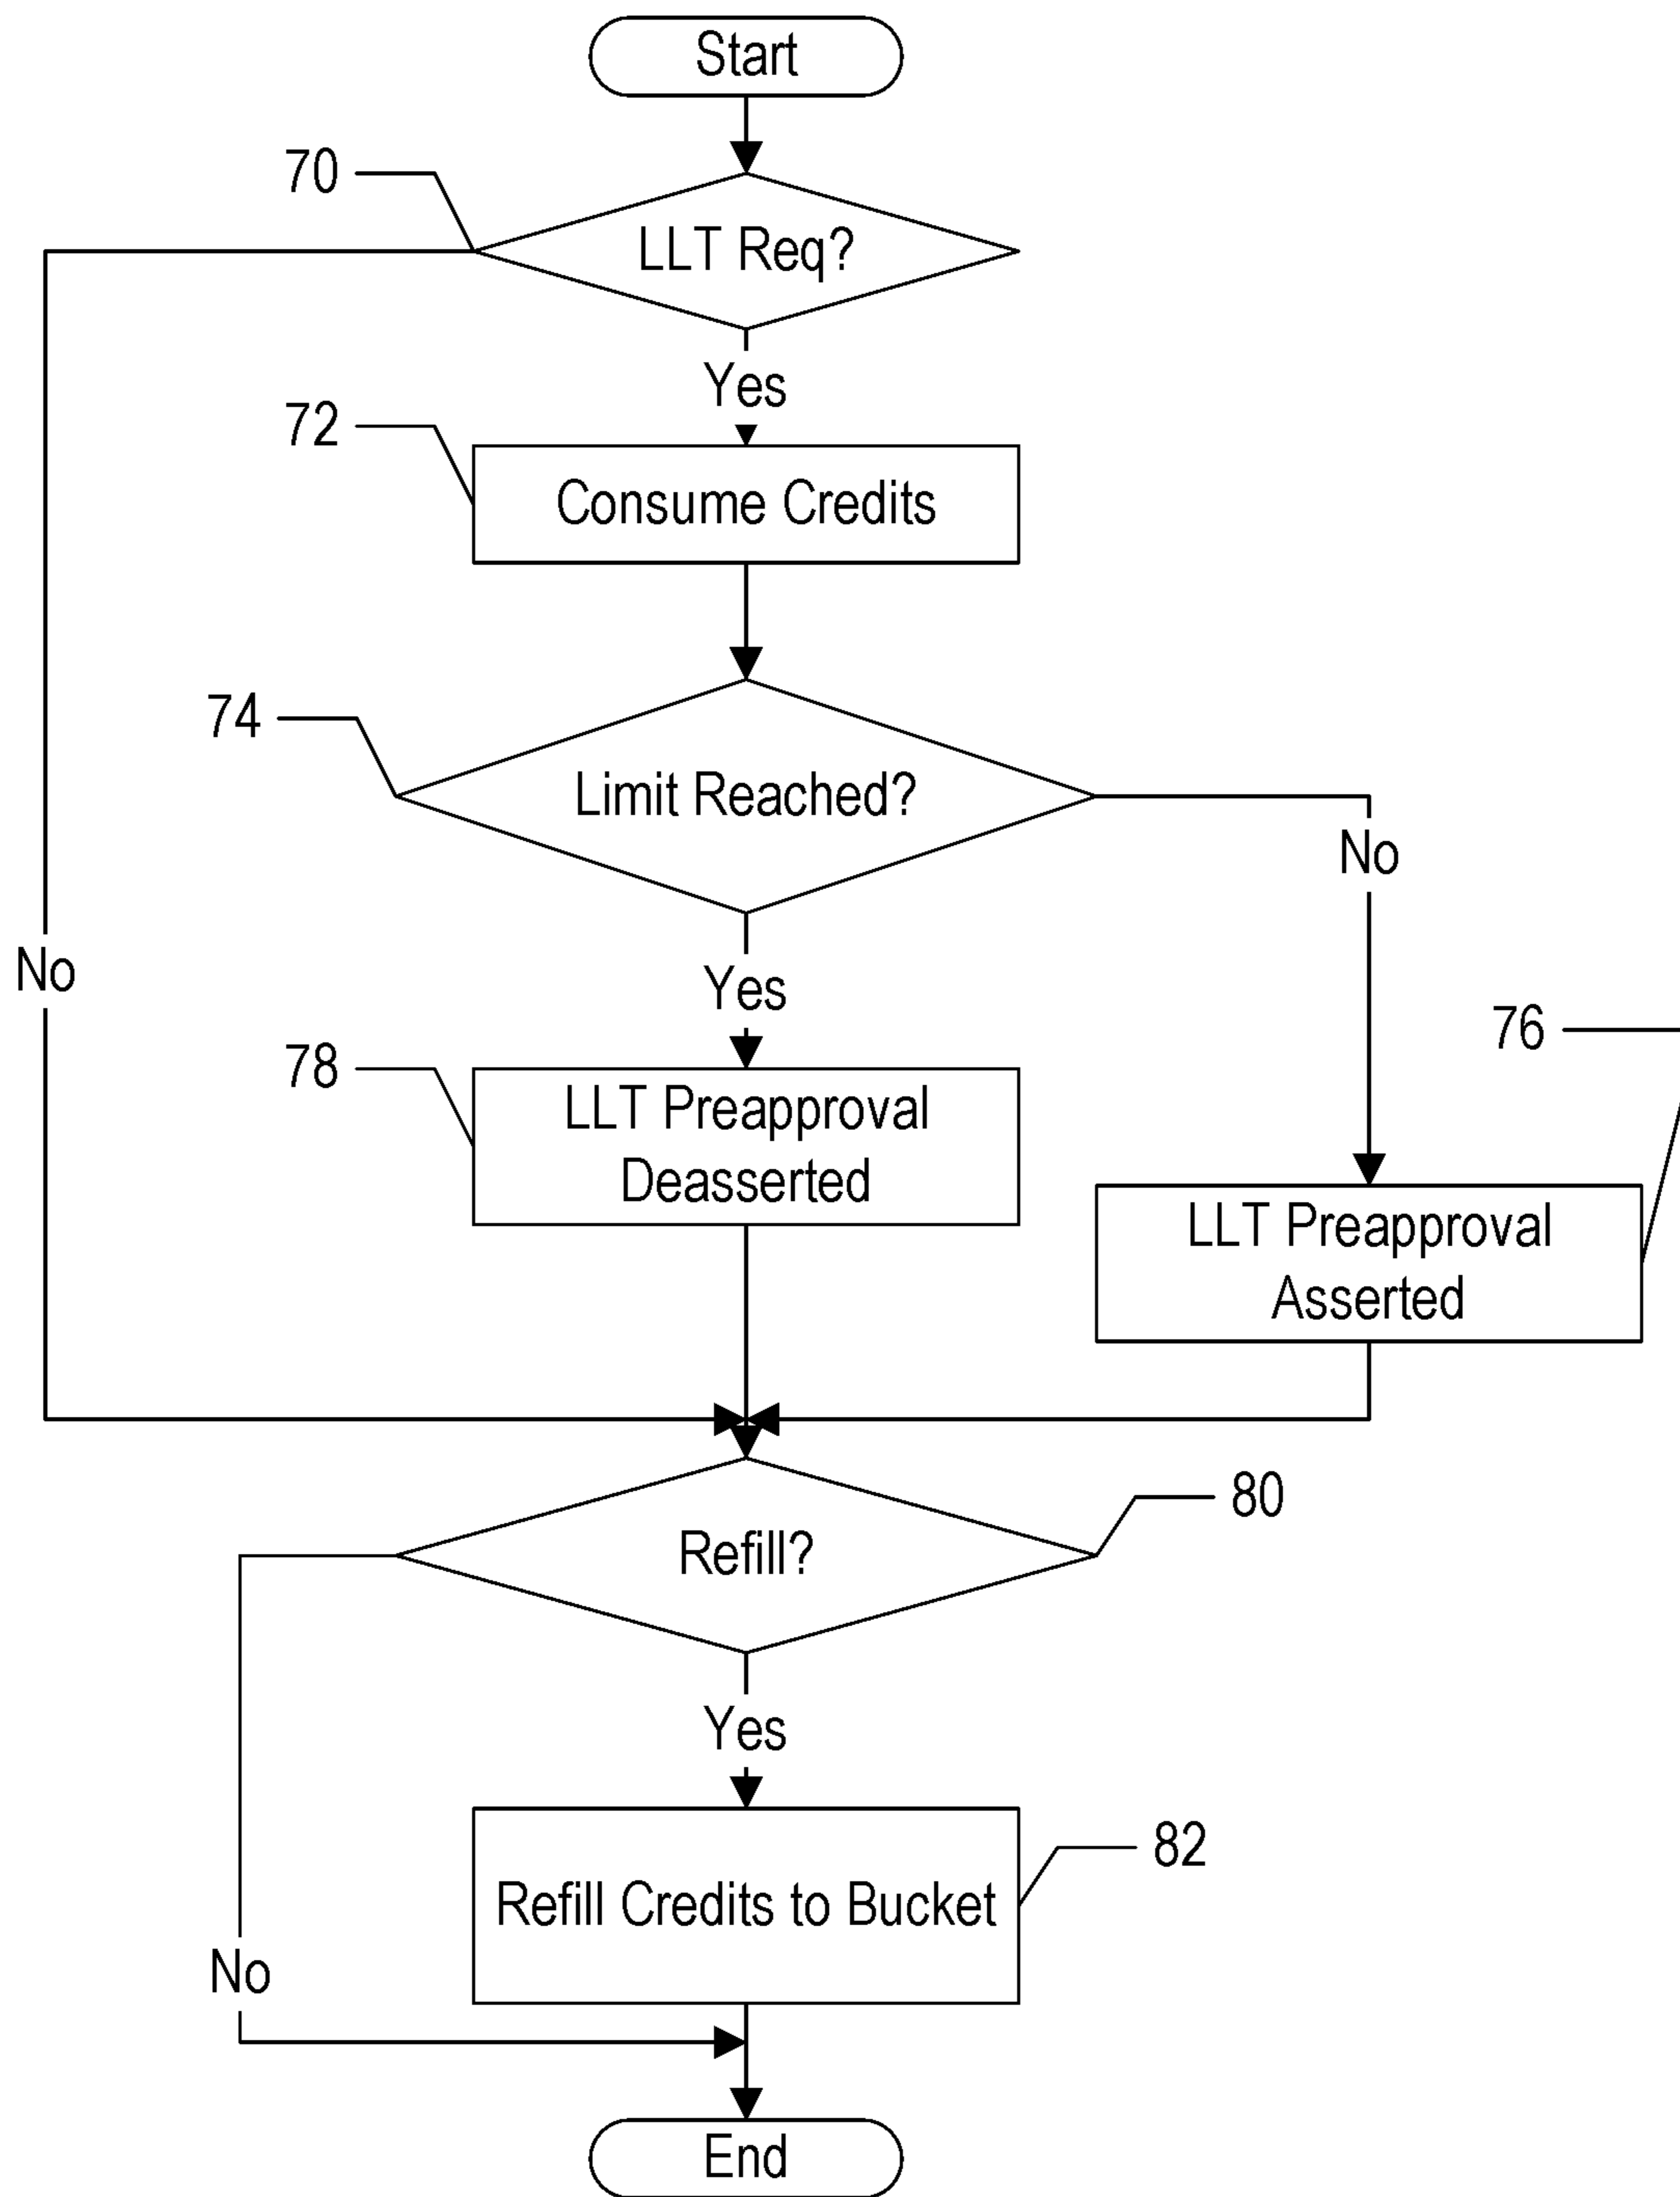 Start
70
LLT Req?
Yes
72
Consume Credits
74
Limit Reached?
No
No
Yes
76
78
LLT Preapproval
Deasserted
LLT Preapproval
Asserted
80
Refill?
Yes
82
Refill Credits to Bucket
No
End